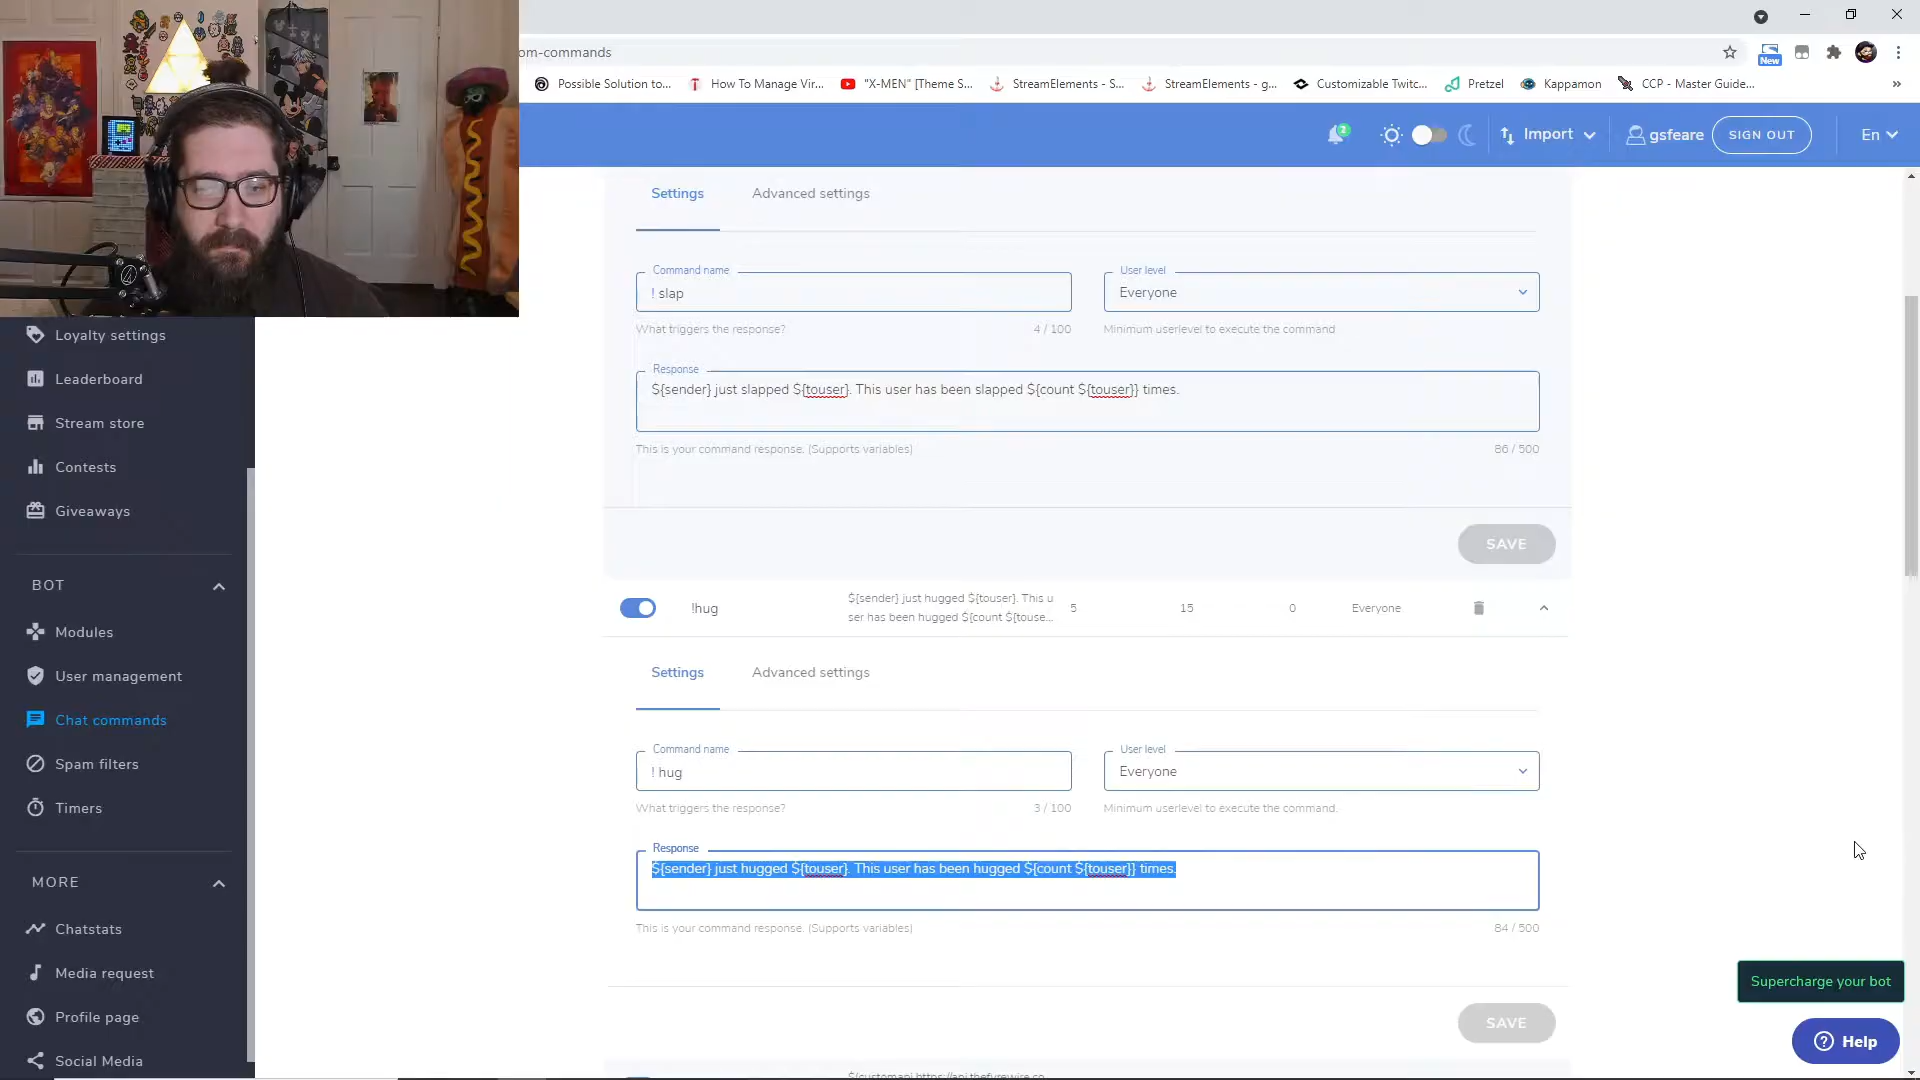 om-commands
New
Possible Solution to...
How To Manage Vir...
"X-MEN" [Theme S...
StreamElements - S...
StreamElements - g...
Customizable Twitc...
Pretzel
Kappamon
CCP - Master Guide...
»
2
Import
gsfeare
SIGN OUT
En
Settings
Advanced settings
Command name
! slap
User level
Everyone
What triggers the response?
4 / 100
Minimum userlevel to execute the command
Response
${sender} just slapped ${touser}. This user has been slapped ${count ${touser}} times.
This is your command response. (Supports variables)
86 / 500
SAVE
!hug
${sender} just hugged ${touser}. This u
ser has been hugged ${count ${touse...
5
15
0
Everyone
Settings
Advanced settings
Command name
! hug
User level
Everyone
What triggers the response?
3 / 100
Minimum userlevel to execute the command.
Response
${sender} just hugged ${touser}. This user has been hugged ${count ${touser}} times.
This is your command response. (Supports variables)
84 / 500
SAVE
Loyalty settings
Leaderboard
Stream store
Contests
Giveaways
BOT
Modules
User management
Chat commands
Spam filters
Timers
MORE
Chatstats
Media request
Profile page
Social Media
Supercharge your bot
Help